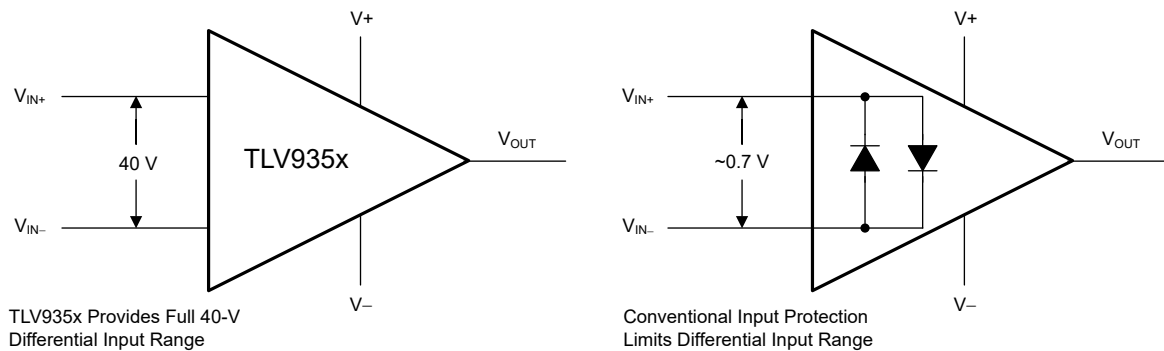 V+
V+
VIN+
VIN+
VOUT
VOUT
40 V
TLV935x
~0.7 V
VIN−
VIN−
V−
V−
TLV935x Provides Full 40-V
Differential Input Range
Conventional Input Protection
Limits Differential Input Range